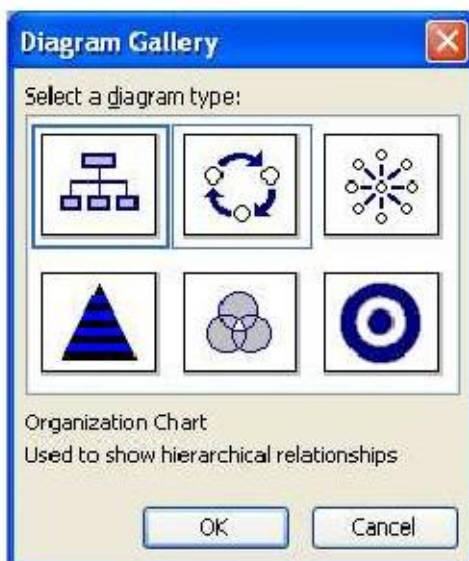 Diagram Gallery
Select a diagram type:
Organization Chart
Used to show hierarchical relationships
OK
Cancel